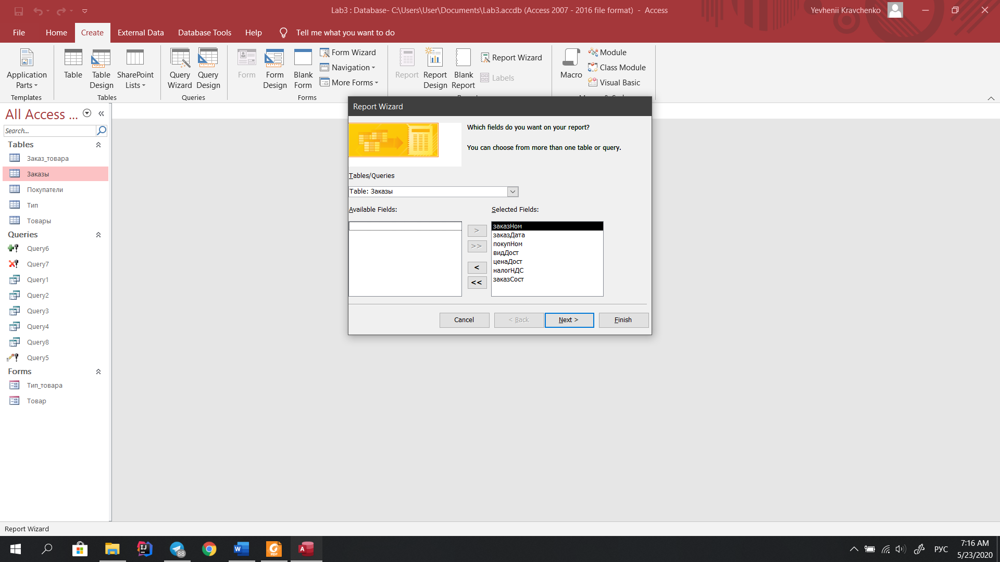 Lab3 : Database- C:\Users\User\Documents\Lab3.accdb (Access 2007 - 2016 file format) - Access
Yevhenii Kravchenko
File
Home
Create
External Data
Database Tools
Help
Tell me what you want to do
Application
Parts
Templates
Table
Table
Design
SharePoint
Lists
Tables
Query
Wizard
Query
Design
Queries
Form
Form
Design
Blank
Form
Form Wizard
Navigation
More Forms
Forms
Report
Report
Design
Blank
Report
Report Wizard
Labels
Macro
Module
Class Module
Visual Basic
All Access ...
Search...
Tables
Заказ_товара
Заказы
Покупатели
Тип
Товары
Queries
Query6
Query7
Query1
Query2
Query3
Query4
Query8
Query5
Forms
Тип_товара
Товар
Report Wizard
Which fields do you want on your report?
You can choose from more than one table or query.
Tables/Queries
Table: Заказы
Available Fields:
Selected Fields:
>
>>
<
<<
заказНом
заказДата
покупНом
видДост
ценаДост
налогНДС
заказСост
Cancel
< Back
Next >
Finish
Report Wizard
88
РУС
7:16 AM
5/23/2020